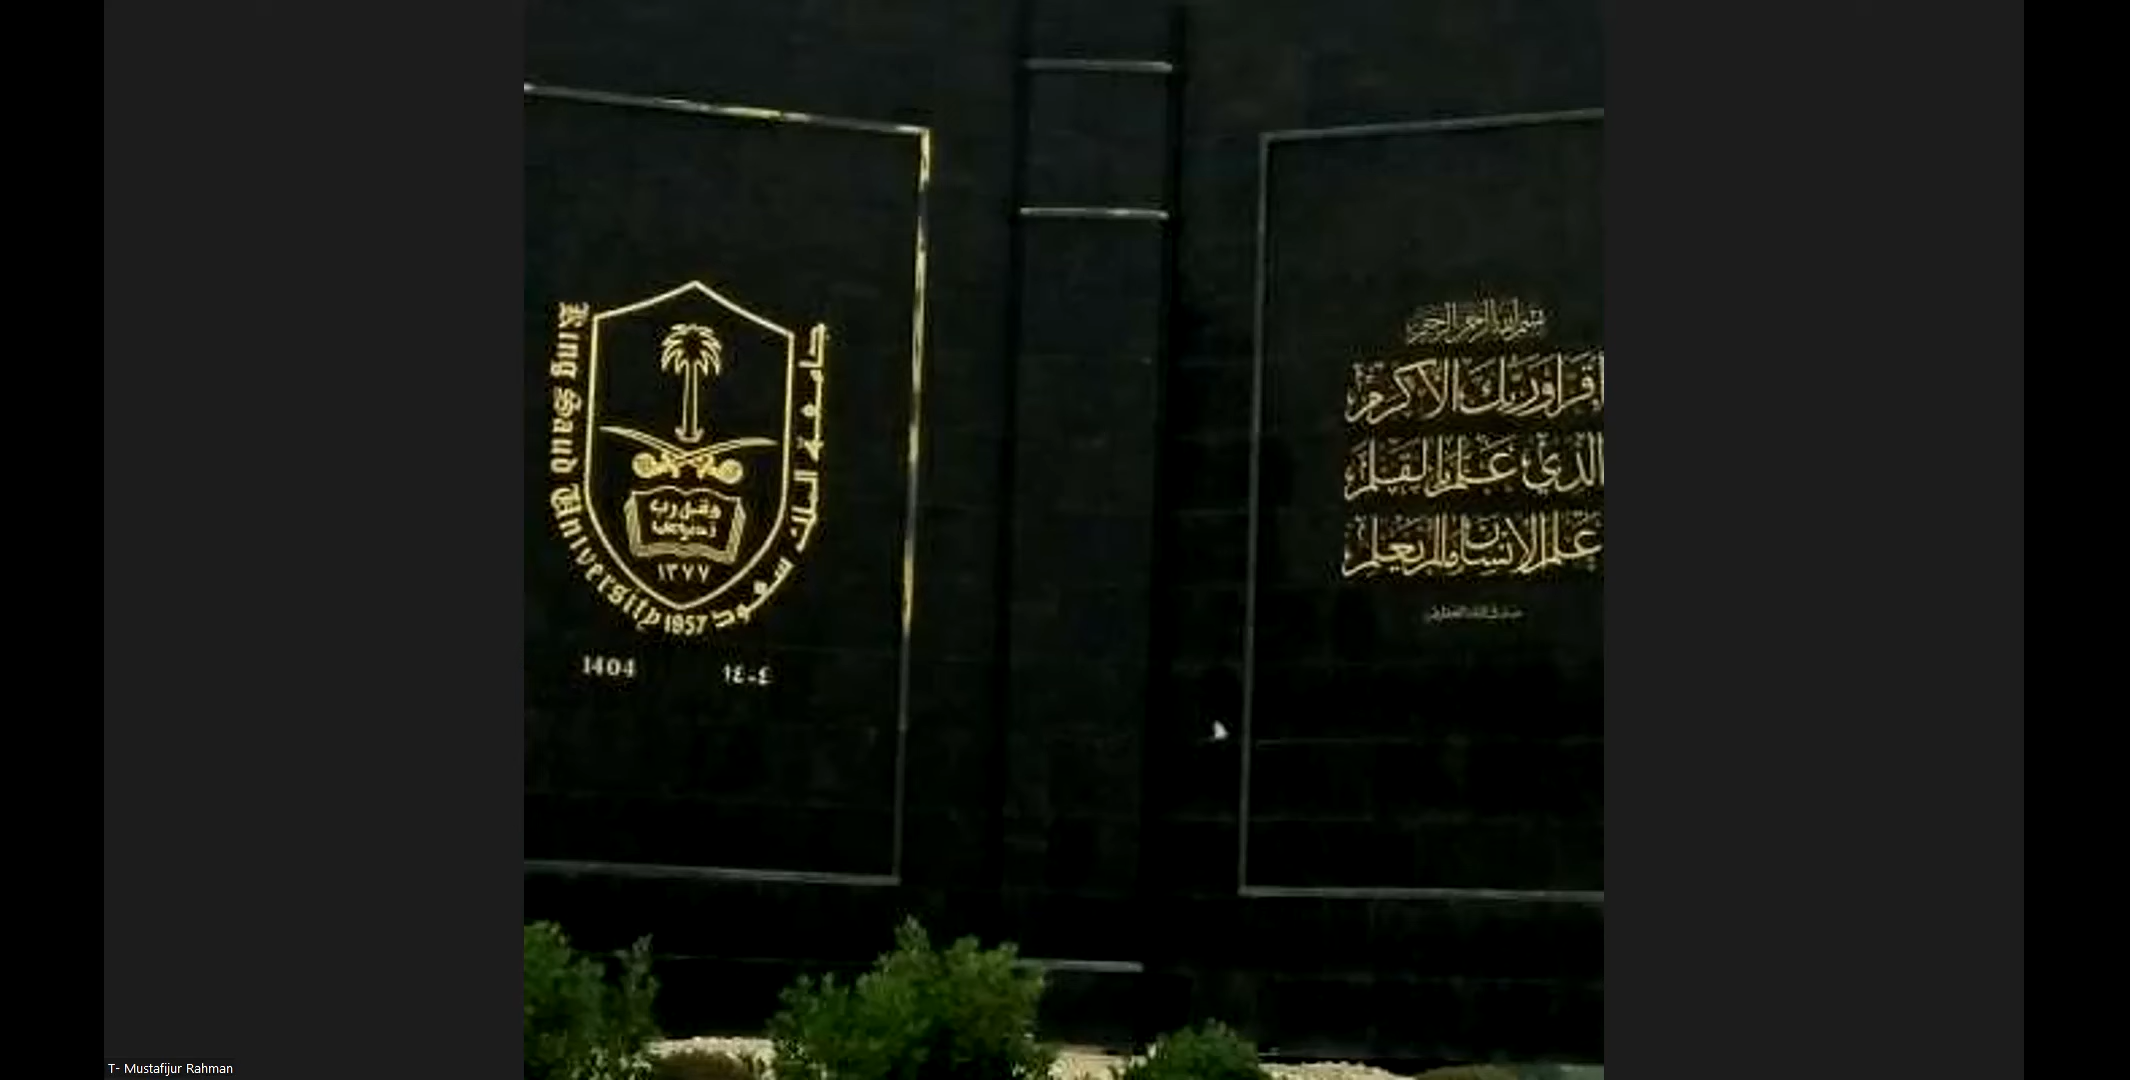 King Saud University 1957
جامعة الملك سعود
وقل رب
زدني علما
١٣٧٧
1404
١٤٠٤
بسم الله الرحمن الرحيم
اقرأ وربك الأكرم
الذي علم بالقلم
علم الإنسان ما لم يعلم
صدق الله العظيم
T- Mustafijur Rahman